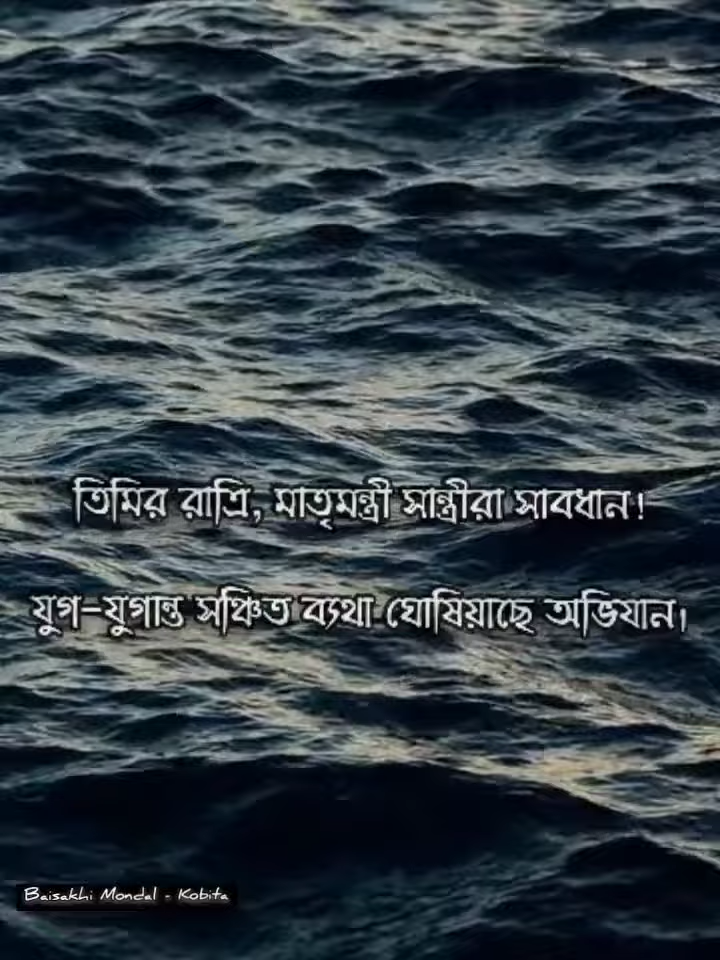 তিমির রাত্রি, মাতৃমন্ত্রী সান্ত্রীরা সাবধান!
যুগ-যুগান্ত সঞ্চিত ব্যথা ঘোষিয়াছে অভিযান।
Baisakhi Mondal - Kobita